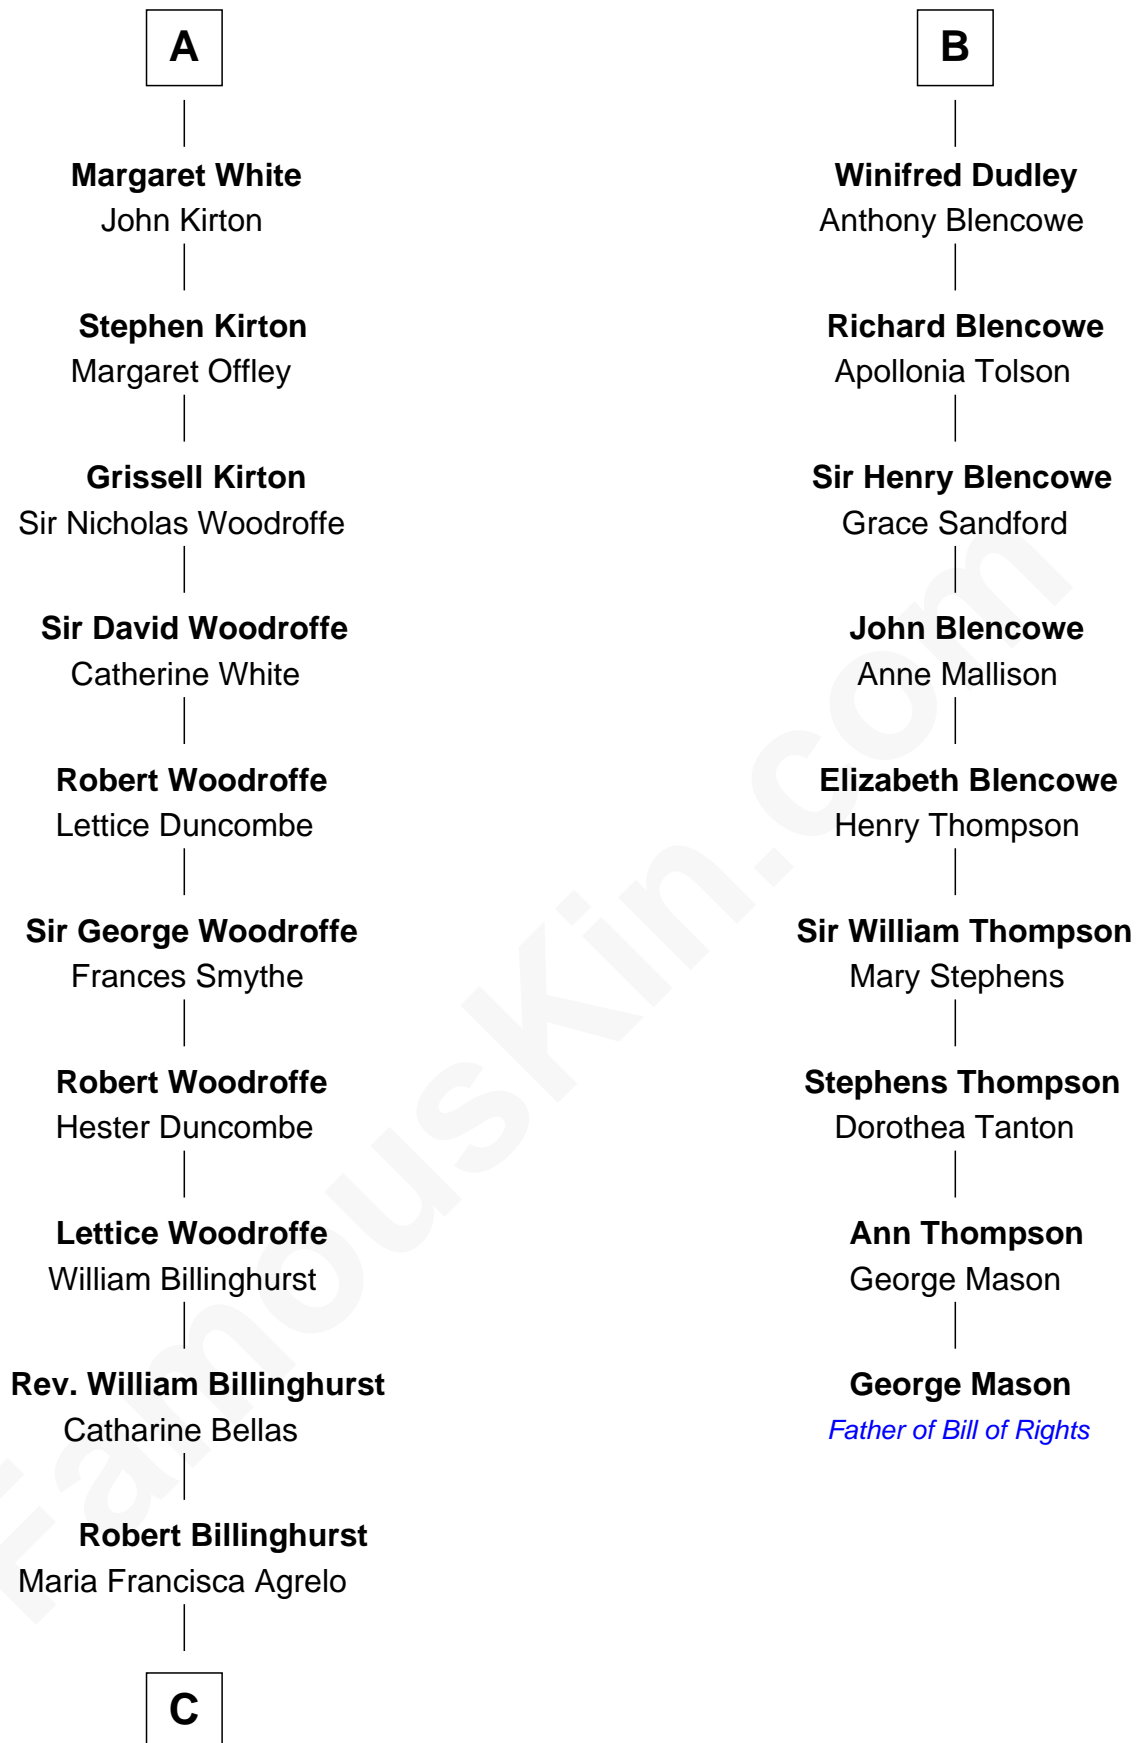 A
Margaret White
John Kirton
Stephen Kirton
Margaret Offley
Grissell Kirton
Sir Nicholas Woodroffe
Sir David Woodroffe
Catherine White
Robert Woodroffe
Lettice Duncombe
Sir George Woodroffe
Frances Smythe
Robert Woodroffe
Hester Duncombe
Lettice Woodroffe
William Billinghurst
Rev. William Billinghurst
Catharine Bellas
Robert Billinghurst
Maria Francisca Agrelo
C
B
Winifred Dudley
Anthony Blencowe
Richard Blencowe
Apollonia Tolson
Sir Henry Blencowe
Grace Sandford
John Blencowe
Anne Mallison
Elizabeth Blencowe
Henry Thompson
Sir William Thompson
Mary Stephens
Stephens Thompson
Dorothea Tanton
Ann Thompson
George Mason
George Mason
Father of Bill of Rights
FamousKin.com